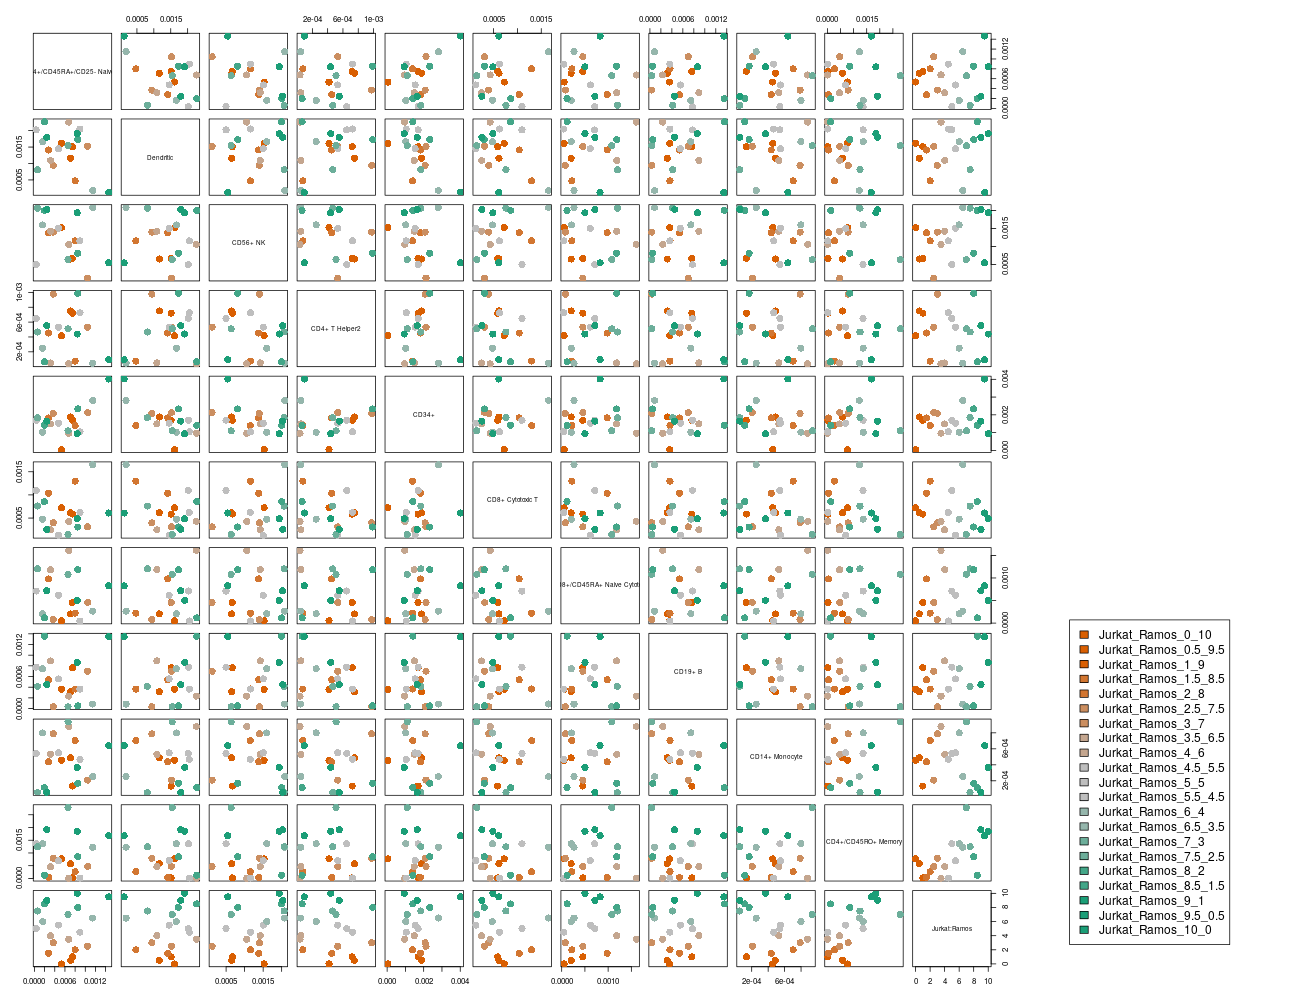 0.0005 0.0015 2e-04 6e-04 1e-03 0.0005 0.0015 0.0000 0.0006 0.0012 0.0000 0.0015
4+/CD45RA+/CD25- Naiv
0.0000 0.0006 0.0012
0.0005 0.0015
Dendritic
CD56+ NK
0.0005 0.0015
2e-04 6e-04 1e-03
CD4+ T Helper2
CD34+
0.000 0.002 0.004
0.0005 0.0015
CD8+ Cytotoxic T
8+/CD45RA+ Naive Cytot
0.0000 0.0010
0.0000 0.0006 0.0012
CD19+ B
CD14+ Monocyte
2e-04 6e-04
0.0000 0.0015
CD4+/CD45RO+ Memory
Jurkat:Ramos
0 2 4 6 8 10
0.0000 0.0006 0.0012 0.0005 0.0015 0.000 0.002 0.004 0.0005 0.0015 0.0000 0.0010 2e-04 6e-04 0 2 4 6 8 10
Jurkat_Ramos_0_10
Jurkat_Ramos_0.5_9.5
Jurkat_Ramos_1_9
Jurkat_Ramos_1.5_8.5
Jurkat_Ramos_2_8
Jurkat_Ramos_2.5_7.5
Jurkat_Ramos_3_7
Jurkat_Ramos_3.5_6.5
Jurkat_Ramos_4_6
Jurkat_Ramos_4.5_5.5
Jurkat_Ramos_5_5
Jurkat_Ramos_5.5_4.5
Jurkat_Ramos_6_4
Jurkat_Ramos_6.5_3.5
Jurkat_Ramos_7_3
Jurkat_Ramos_7.5_2.5
Jurkat_Ramos_8_2
Jurkat_Ramos_8.5_1.5
Jurkat_Ramos_9_1
Jurkat_Ramos_9.5_0.5
Jurkat_Ramos_10_0